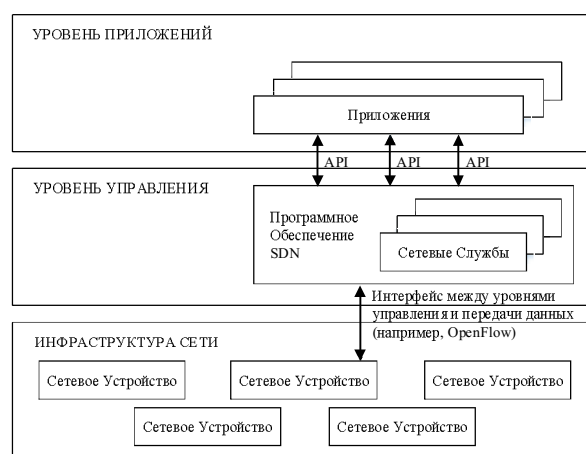 УРОВЕНЬ ПРИЛОЖЕНИЙ
Приложения
API
API
API
УРОВЕНЬ УПРАВЛЕНИЯ
Программное
Обеспечение
SDN
Сетевые Службы
Интерфейс между уровнями
управления и передачи данных
(например, OpenFlow)
ИНФРАСТРУКТУРА СЕТИ
Сетевое Устройство
Сетевое Устройство
Сетевое Устройство
Сетевое Устройство
Сетевое Устройство